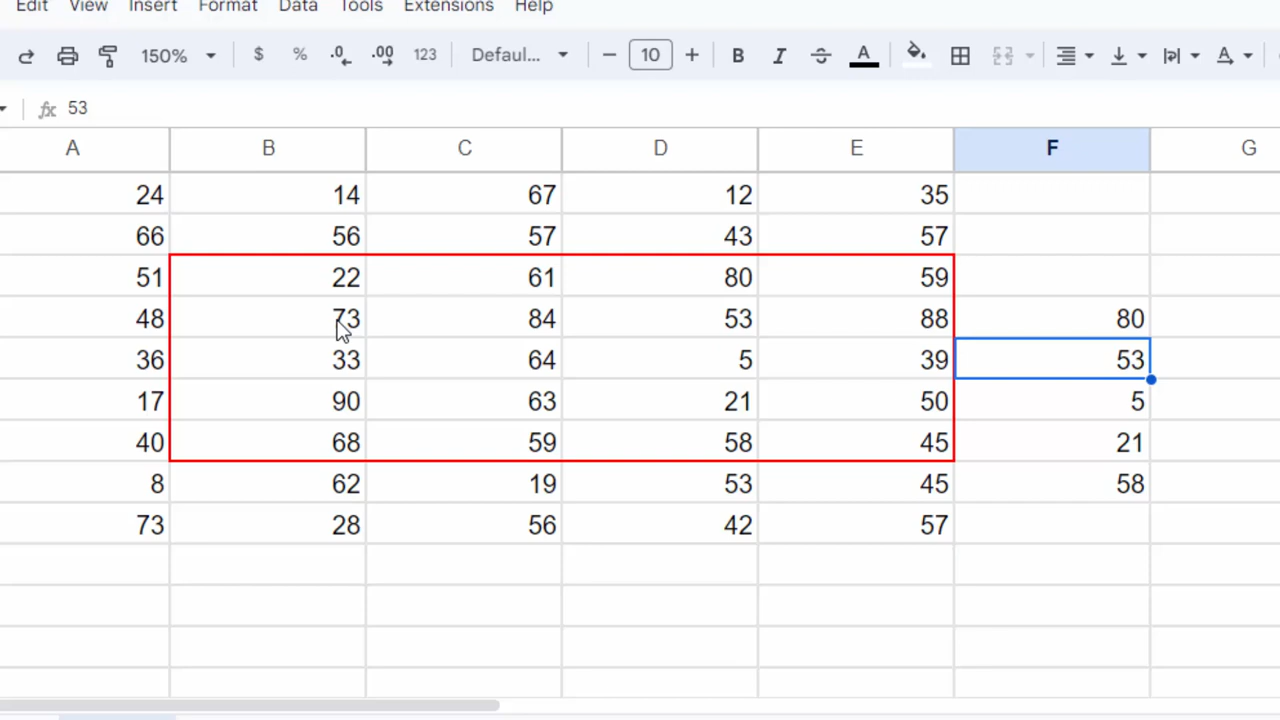 Edit View Insert Format Data Tools Extensions Help
150% $ % .0 .00 123 Defaul... − 10 + B I S A A
fx 53
A B C D E F G
24 14 67 12 35
66 56 57 43 57
51 22 61 80 59
48 73 84 53 88 80
36 33 64 5 39 53
17 90 63 21 50 5
40 68 59 58 45 21
8 62 19 53 45 58
73 28 56 42 57